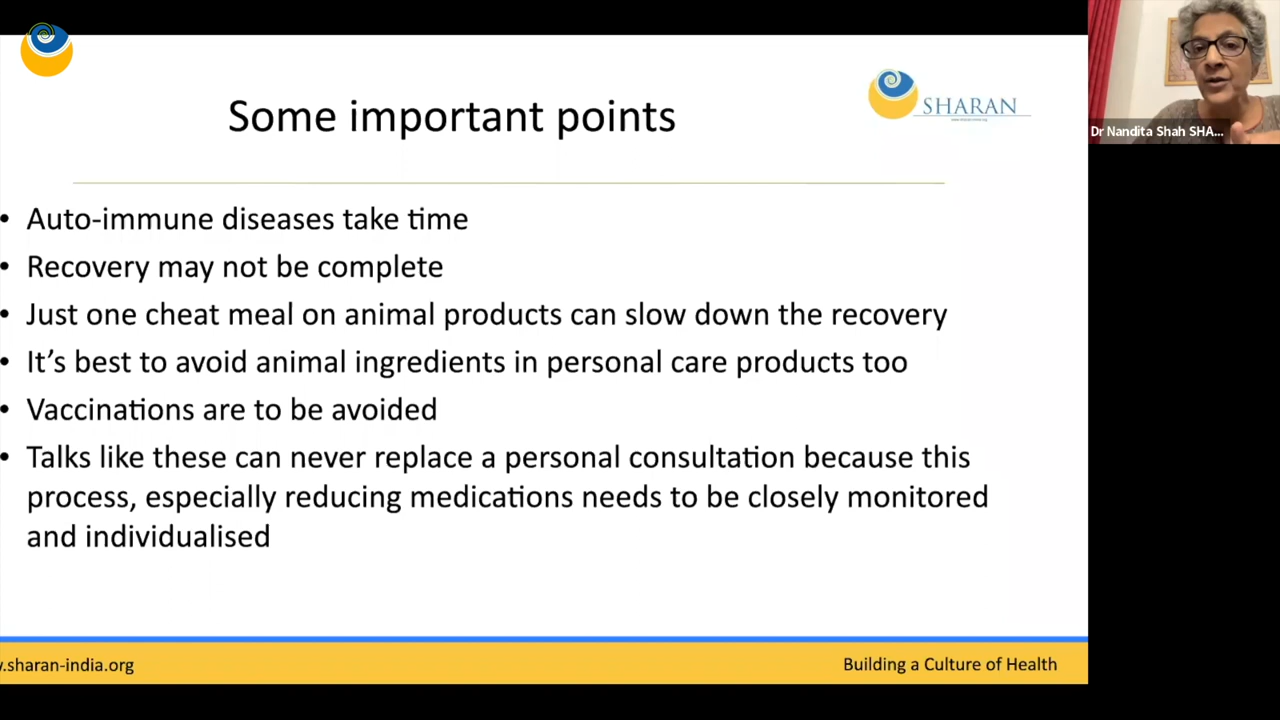 SHARAN
Some important points
• Auto-immune diseases take time
• Recovery may not be complete
• Just one cheat meal on animal products can slow down the recovery
• It’s best to avoid animal ingredients in personal care products too
• Vaccinations are to be avoided
• Talks like these can never replace a personal consultation because this
process, especially reducing medications needs to be closely monitored
and individualised
.sharan-india.org
Building a Culture of Health
Dr Nandita Shah SHA...